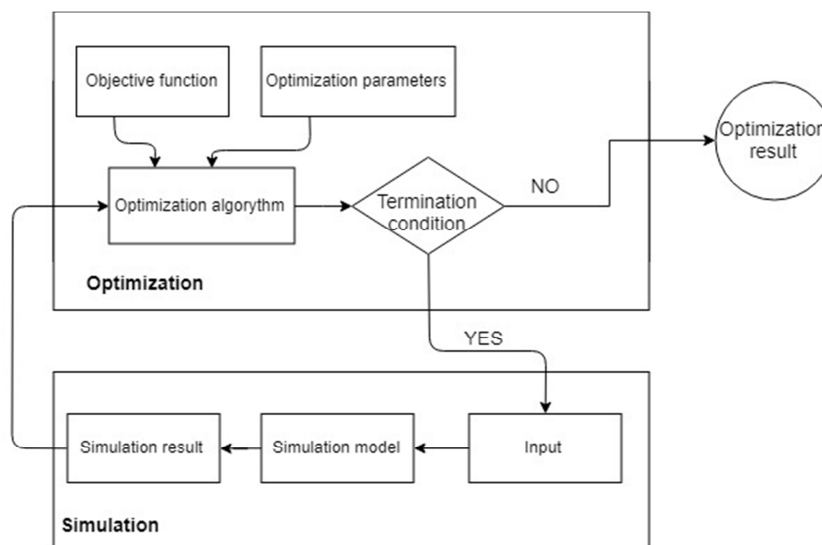 Objective function
Optimization parameters
Optimization
result
Optimization algorythm
Termination
condition
NO
Optimization
YES
Simulation result
Simulation model
Input
Simulation